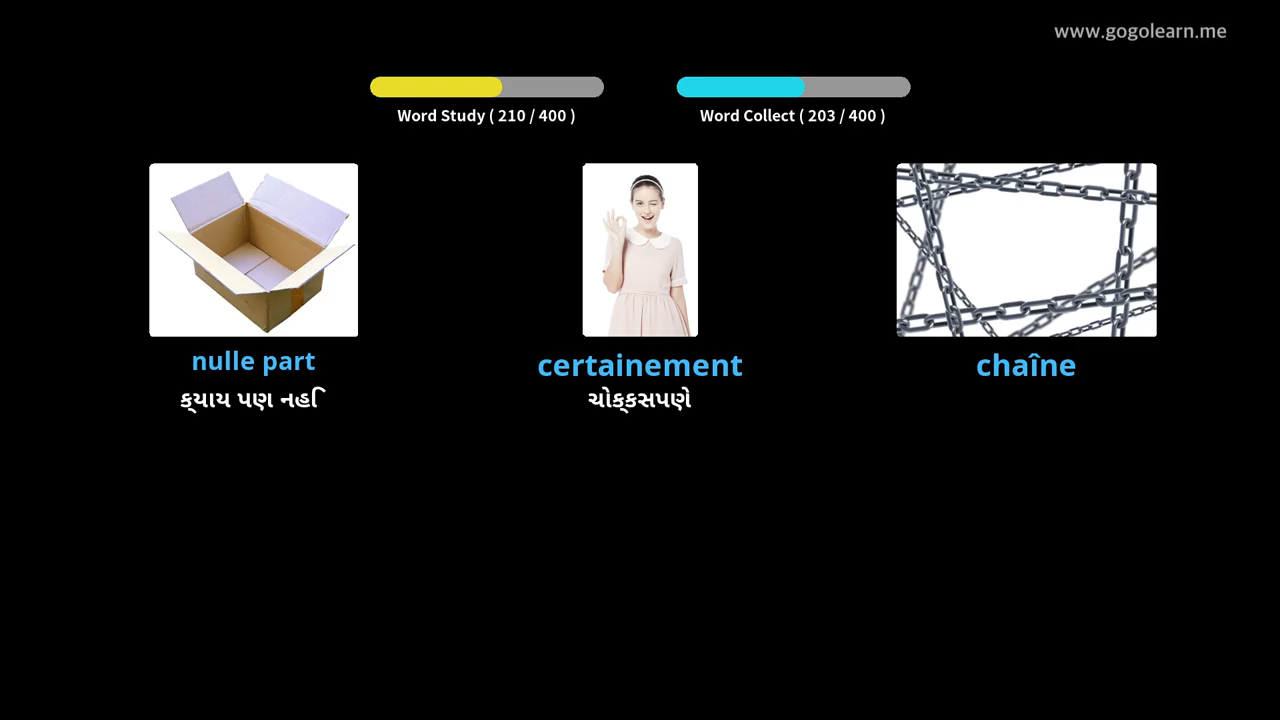 www.gogolearn.me
Word Study ( 210 / 400 )
Word Collect ( 203 / 400 )
nulle part
certainement
chaîne
ક્યાય પણ નહિ
ચોક્કસપણે